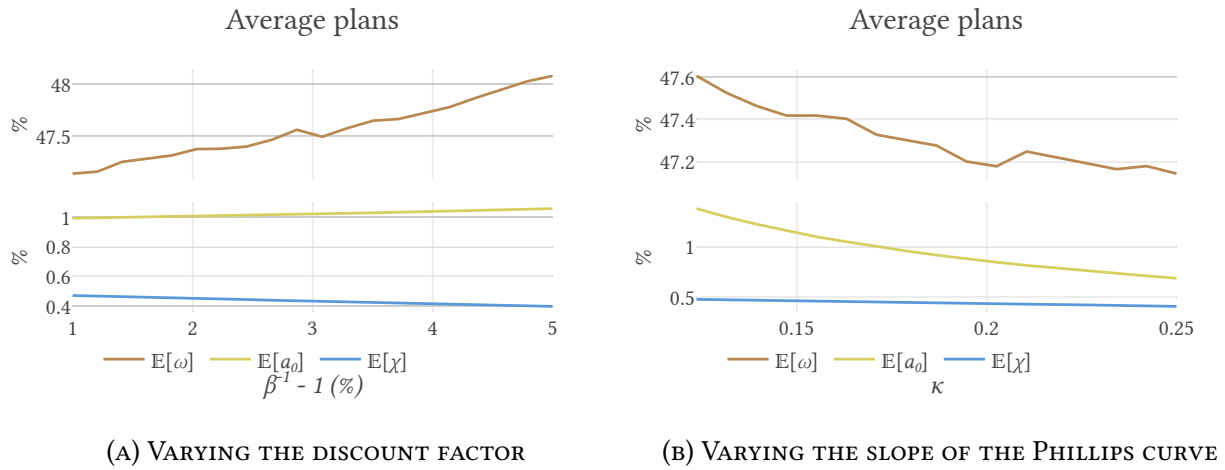 Average plans
%
48
47.5
%
1
0.8
0.6
0.4
1 2 3 4 5
𝔼[ω] 𝔼[a₀] 𝔼[χ]
β⁻¹ - 1 (%)
(A) Varying the discount factor
Average plans
%
47.6
47.4
47.2
%
1
0.5
0.15 0.2 0.25
𝔼[ω] 𝔼[a₀] 𝔼[χ]
κ
(B) Varying the slope of the Phillips curve